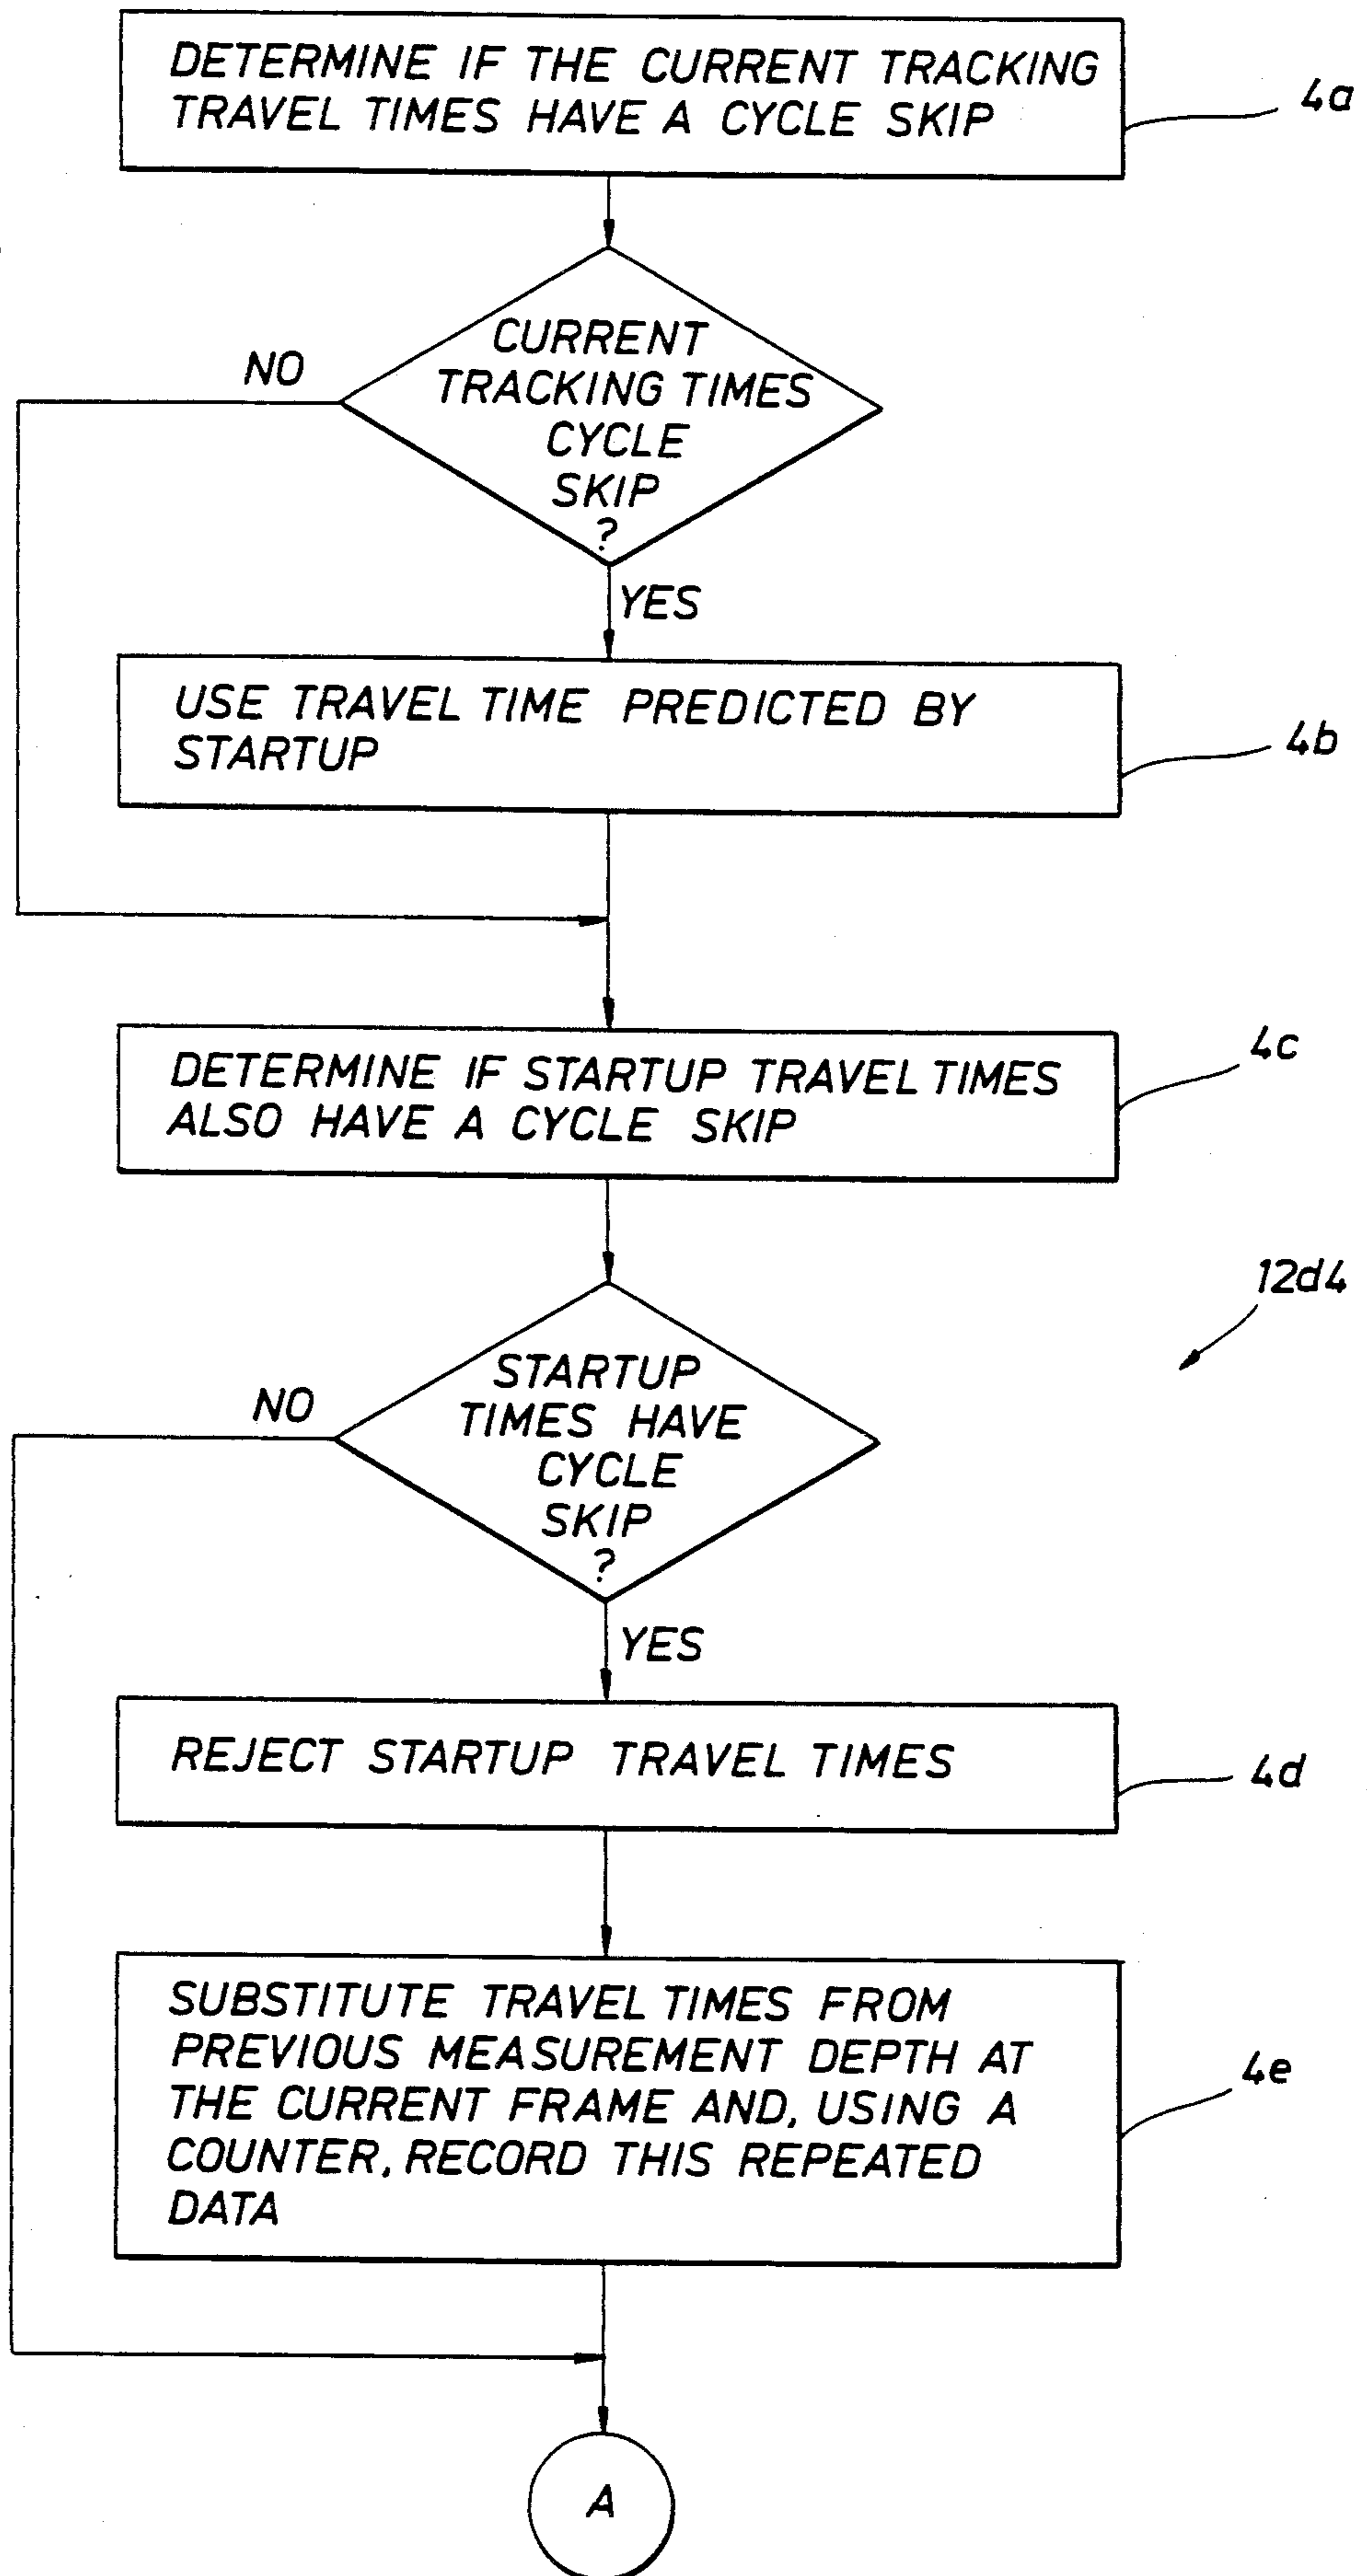 DETERMINE IF THE CURRENT TRACKING
TRAVEL TIMES HAVE A CYCLE SKIP
4a
CURRENT
TRACKING TIMES
CYCLE
SKIP
?
NO
YES
USE TRAVEL TIME PREDICTED BY
STARTUP
4b
DETERMINE IF STARTUP TRAVEL TIMES
ALSO HAVE A CYCLE SKIP
4c
12d4
STARTUP
TIMES HAVE
CYCLE
SKIP
?
NO
YES
REJECT STARTUP TRAVEL TIMES
4d
SUBSTITUTE TRAVEL TIMES FROM
PREVIOUS MEASUREMENT DEPTH AT
THE CURRENT FRAME AND, USING A
COUNTER, RECORD THIS REPEATED
DATA
4e
A